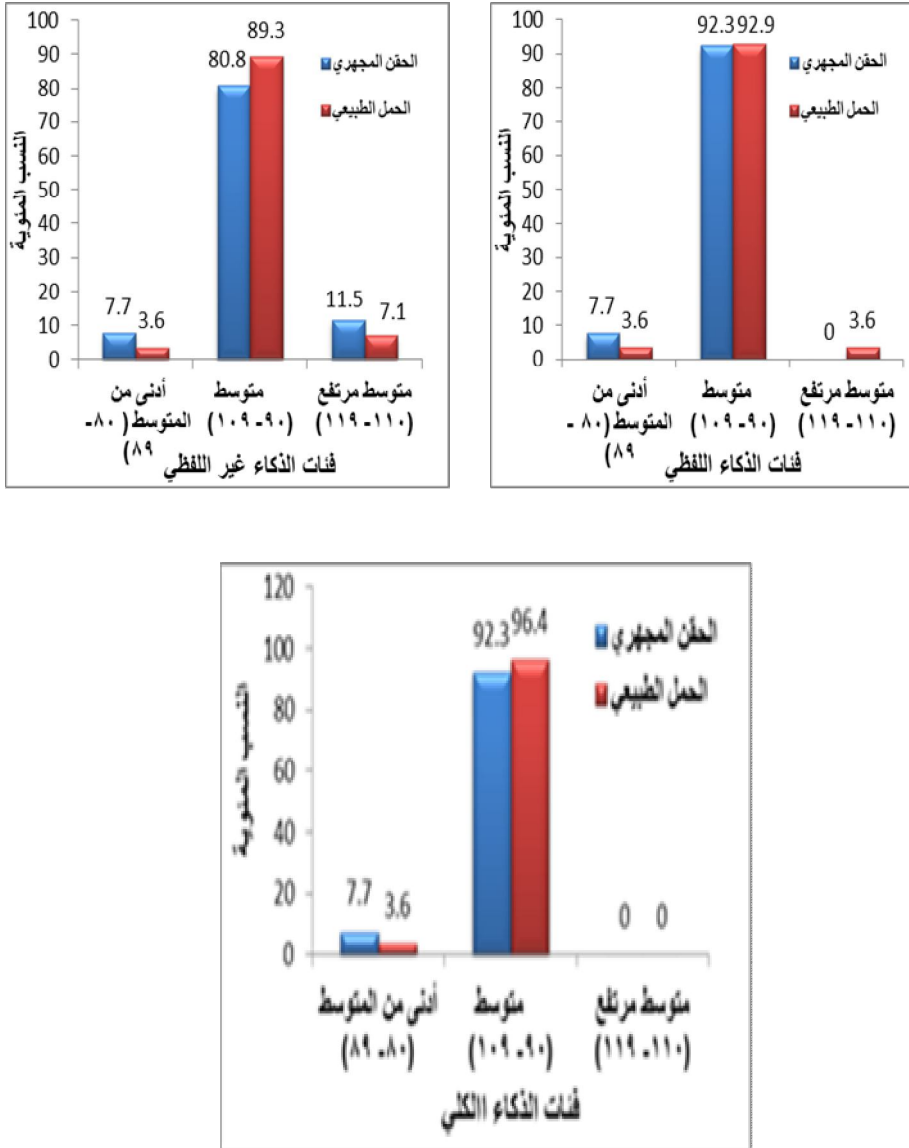 100
90
80
70
60
50
40
30
20
10
0
النسب المئوية
7.7
3.6
80.8
89.3
11.5
7.1
الحقن المجهري
الحمل الطبيعي
أدنى من
المتوسط (٨٠-
٨٩)
متوسط
(٩٠- ١٠٩)
متوسط مرتفع
(١١٠- ١١٩)
فئات الذكاء غير اللفظي
100
90
80
70
60
50
40
30
20
10
0
النسب المئوية
7.7
3.6
92.3
92.9
0
3.6
الحقن المجهري
الحمل الطبيعي
أدنى من
المتوسط (٨٠ -
٨٩)
متوسط
(٩٠- ١٠٩)
متوسط مرتفع
(١١٠- ١١٩)
فئات الذكاء اللفظي
120
100
80
60
40
20
0
النسب المئوية
7.7
3.6
92.3
96.4
0
0
الحقن المجهري
الحمل الطبيعي
أدنى من المتوسط
(٨٠- ٨٩)
متوسط
(٩٠- ١٠٩)
متوسط مرتفع
(١١٠- ١١٩)
فئات الذكاء االكلي